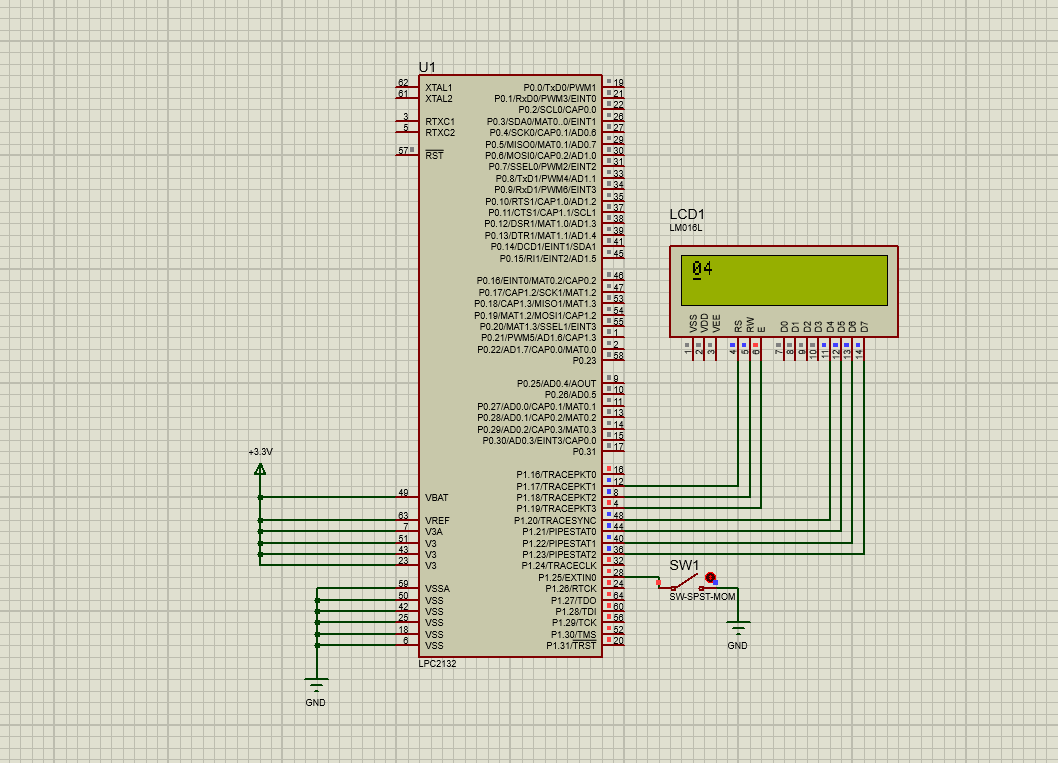 U1
62 XTAL1
61 XTAL2
3 RTXC1
5 RTXC2
57 RST
P0.0/TxD0/PWM1 19
P0.1/RxD0/PWM3/EINT0 21
P0.2/SCL0/CAP0.0 22
P0.3/SDA0/MAT0..0/EINT1 26
P0.4/SCK0/CAP0.1/AD0.6 27
P0.5/MISO0/MAT0.1/AD0.7 29
P0.6/MOSI0/CAP0.2/AD1.0 30
P0.7/SSEL0/PWM2/EINT2 31
P0.8/TxD1/PWM4/AD1.1 33
P0.9/RxD1/PWM6/EINT3 34
P0.10/RTS1/CAP1.0/AD1.2 35
P0.11/CTS1/CAP1.1/SCL1 37
P0.12/DSR1/MAT1.0/AD1.3 38
P0.13/DTR1/MAT1.1/AD1.4 39
P0.14/DCD1/EINT1/SDA1 41
P0.15/RI1/EINT2/AD1.5 45
P0.16/EINT0/MAT0.2/CAP0.2 46
P0.17/CAP1.2/SCK1/MAT1.2 47
P0.18/CAP1.3/MISO1/MAT1.3 53
P0.19/MAT1.2/MOSI1/CAP1.2 54
P0.20/MAT1.3/SSEL1/EINT3 55
P0.21/PWM5/AD1.6/CAP1.3 1
P0.22/AD1.7/CAP0.0/MAT0.0 2
P0.23 58
P0.25/AD0.4/AOUT 9
P0.26/AD0.5 10
P0.27/AD0.0/CAP0.1/MAT0.1 11
P0.28/AD0.1/CAP0.2/MAT0.2 13
P0.29/AD0.2/CAP0.3/MAT0.3 14
P0.30/AD0.3/EINT3/CAP0.0 15
P0.31 17
P1.16/TRACEPKT0 16
P1.17/TRACEPKT1 12
P1.18/TRACEPKT2 8
P1.19/TRACEPKT3 4
P1.20/TRACESYNC 48
P1.21/PIPESTAT0 44
P1.22/PIPESTAT1 40
P1.23/PIPESTAT2 36
P1.24/TRACECLK 32
P1.25/EXTIN0 28
P1.26/RTCK 24
P1.27/TDO 64
P1.28/TDI 60
P1.29/TCK 56
P1.30/TMS 52
P1.31/TRST 20
+3.3V
49 VBAT
63 VREF
7 V3A
51 V3
43 V3
23 V3
59 VSSA
50 VSS
42 VSS
25 VSS
18 VSS
6 VSS
GND
LPC2132
LCD1
LM016L
04
VSS VDD VEE RS RW E D0 D1 D2 D3 D4 D5 D6 D7
1 2 3 4 5 6 7 8 9 10 11 12 13 14
SW1
SW-SPST-MOM
GND